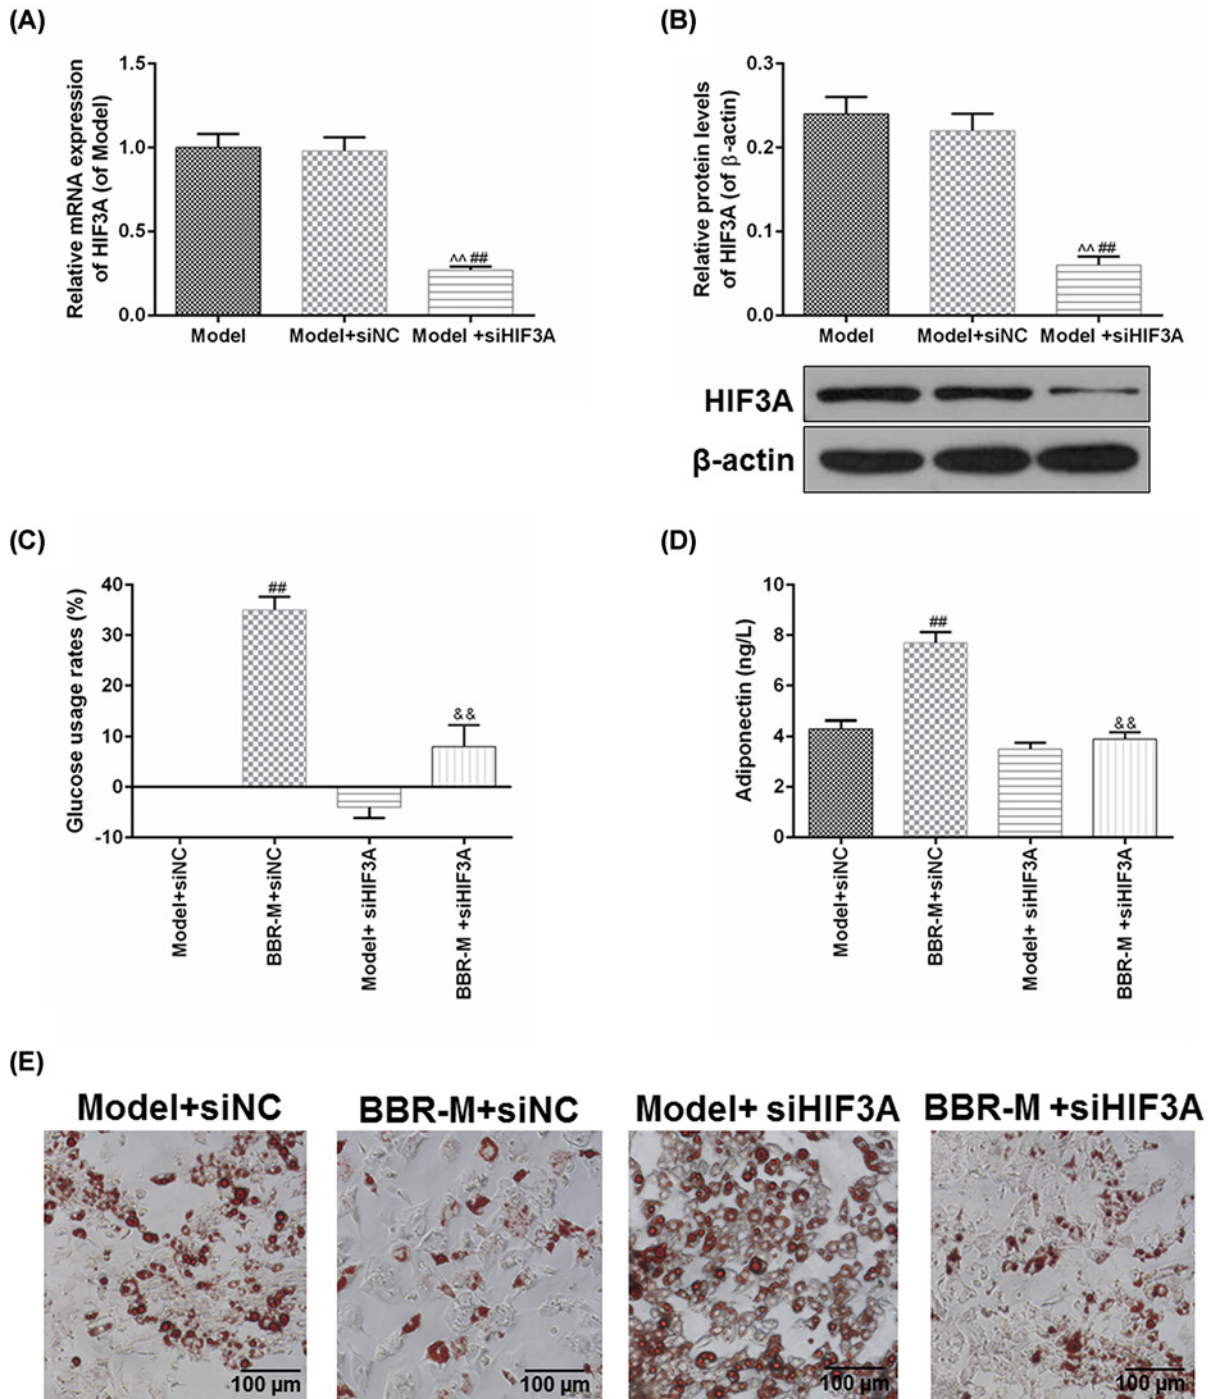 (A)
Relative mRNA expression
of HIF3A (of Model)
1.5
1.0
0.5
0.0
^^ ##
Model
Model+siNC
Model +siHIF3A
(B)
Relative protein levels
of HIF3A (of β-actin)
0.3
0.2
0.1
0.0
^^ ##
Model
Model+siNC
Model +siHIF3A
HIF3A
β-actin
(C)
Glucose usage rates (%)
40
30
20
10
0
-10
##
&&
Model+siNC
BBR-M+siNC
Model+ siHIF3A
BBR-M +siHIF3A
(D)
Adiponectin (ng/L)
10
8
6
4
2
0
##
&&
Model+siNC
BBR-M+siNC
Model+ siHIF3A
BBR-M +siHIF3A
(E)
Model+siNC
BBR-M+siNC
Model+ siHIF3A
BBR-M +siHIF3A
100 µm
100 µm
100 µm
100 µm